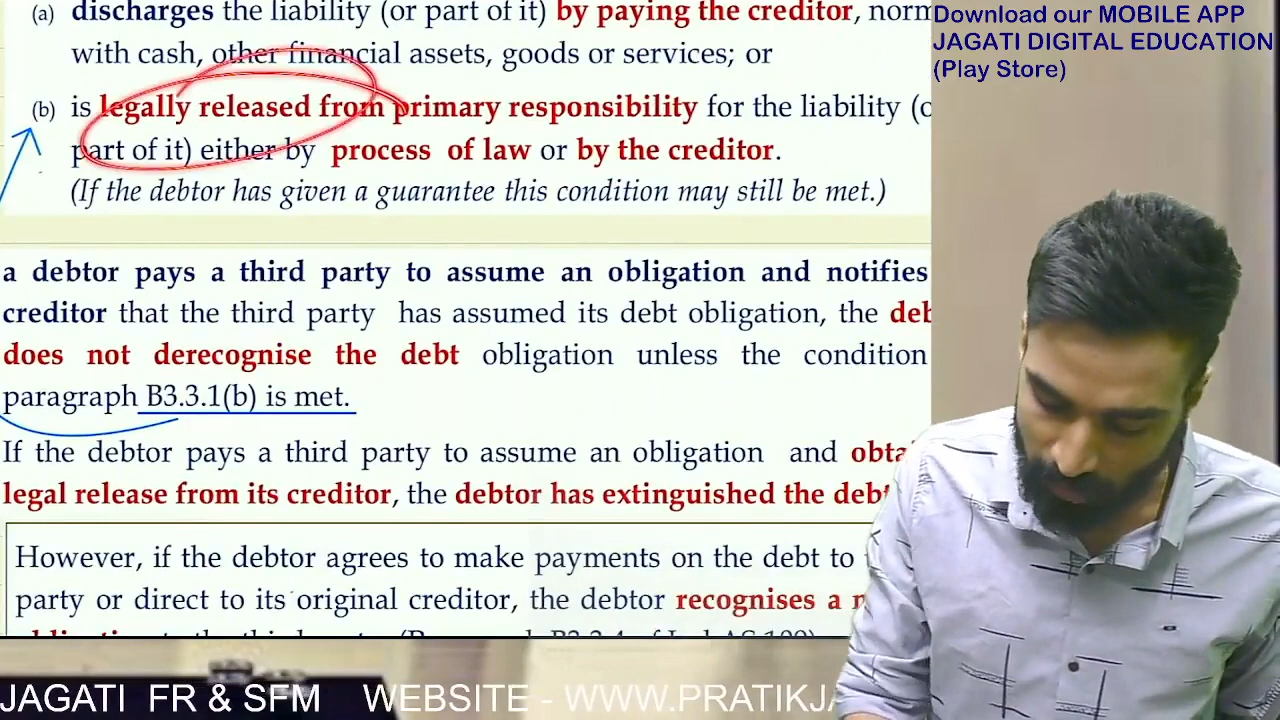 (a) discharges the liability (or part of it) by paying the creditor, norm
with cash, other financial assets, goods or services; or
(b) is legally released from primary responsibility for the liability (o
part of it) either by process of law or by the creditor.
(If the debtor has given a guarantee this condition may still be met.)
a debtor pays a third party to assume an obligation and notifies
creditor that the third party has assumed its debt obligation, the deb
does not derecognise the debt obligation unless the condition
paragraph B3.3.1(b) is met.
If the debtor pays a third party to assume an obligation and obta
legal release from its creditor, the debtor has extinguished the debt
However, if the debtor agrees to make payments on the debt to
party or direct to its original creditor, the debtor recognises a
Download our MOBILE APP
JAGATI DIGITAL EDUCATION
(Play Store)
JAGATI FR & SFM WEBSITE - WWW.PRATIKJA